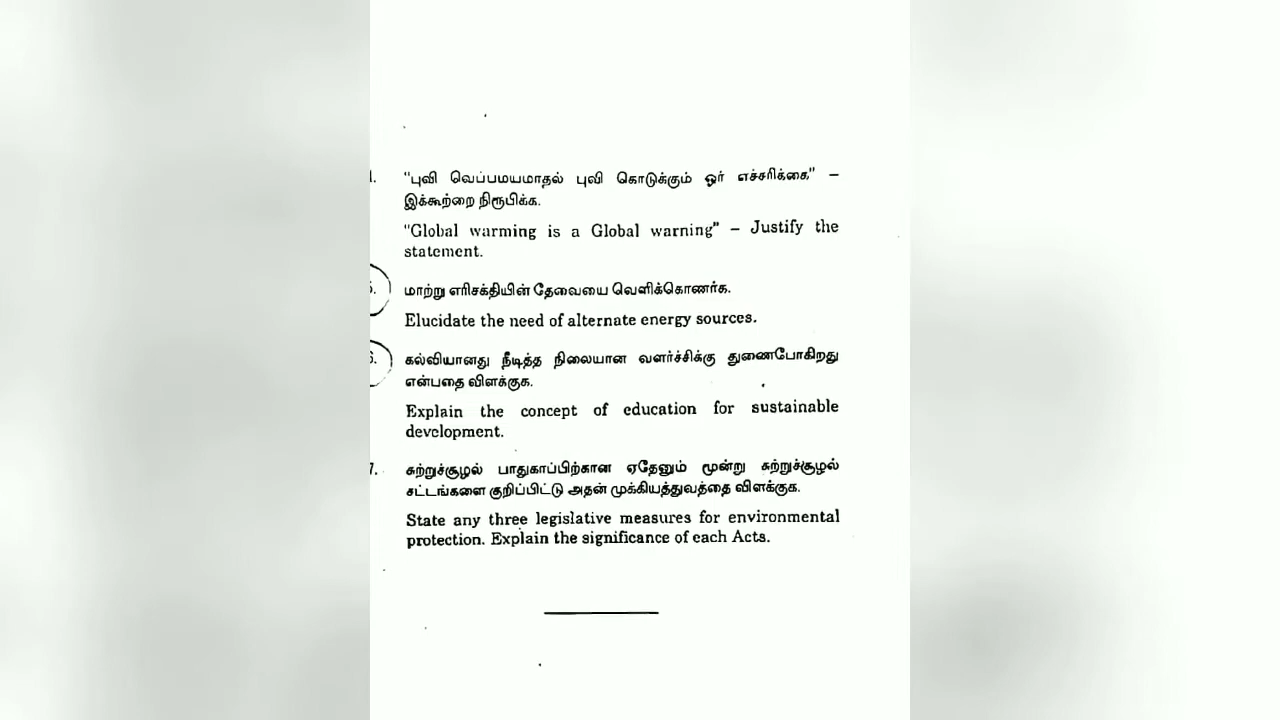 "புவி வெப்பமயமாதல் புவி கொடுக்கும் ஓர் எச்சரிக்கை" –
இக்கூற்றை நிரூபிக்க.
"Global warming is a Global warning" – Justify the
statement.
மாற்று எரிசக்தியின் தேவையை வெளிக்கொணர்க.
Elucidate the need of alternate energy sources.
6. கல்வியானது நீடித்த நிலையான வளர்ச்சிக்கு துணைபோகிறது
என்பதை விளக்குக.
Explain the concept of education for sustainable
development.
7. சுற்றுச்சூழல் பாதுகாப்பிற்கான ஏதேனும் மூன்று சுற்றுச்சூழல்
சட்டங்களை குறிப்பிட்டு அதன் முக்கியத்துவத்தை விளக்குக.
State any three legislative measures for environmental
protection. Explain the significance of each Acts.